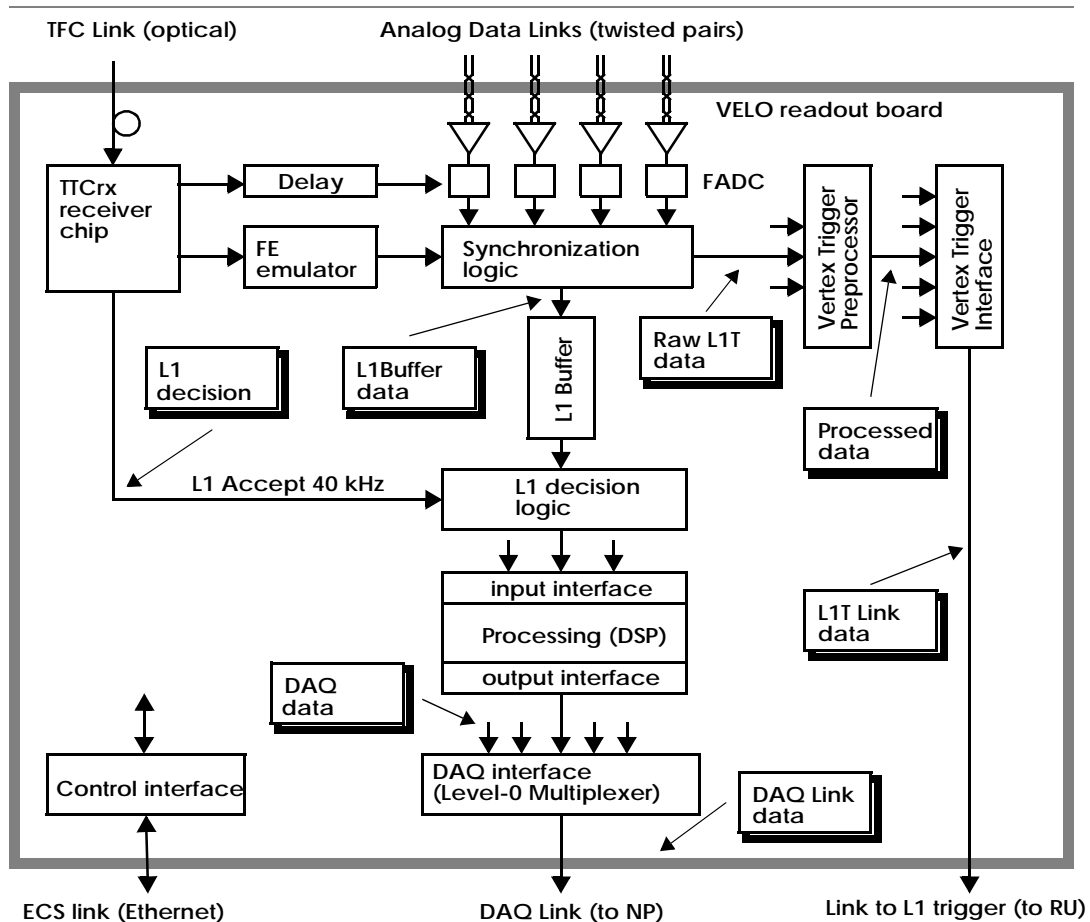 TFC Link (optical)
Analog Data Links (twisted pairs)
VELO readout board
TTCrx
receiver
chip
Delay
FADC
FE
emulator
Synchronization
logic
Vertex Trigger
Preprocessor
Vertex Trigger
Interface
L1
decision
L1Buffer
data
L1 Buffer
Raw L1T
data
Processed
data
L1 Accept 40 kHz
L1 decision
logic
input interface
Processing (DSP)
output interface
L1T Link
data
DAQ
data
Control interface
DAQ interface
(Level-0 Multiplexer)
DAQ Link
data
ECS link (Ethernet)
DAQ Link (to NP)
Link to L1 trigger (to RU)